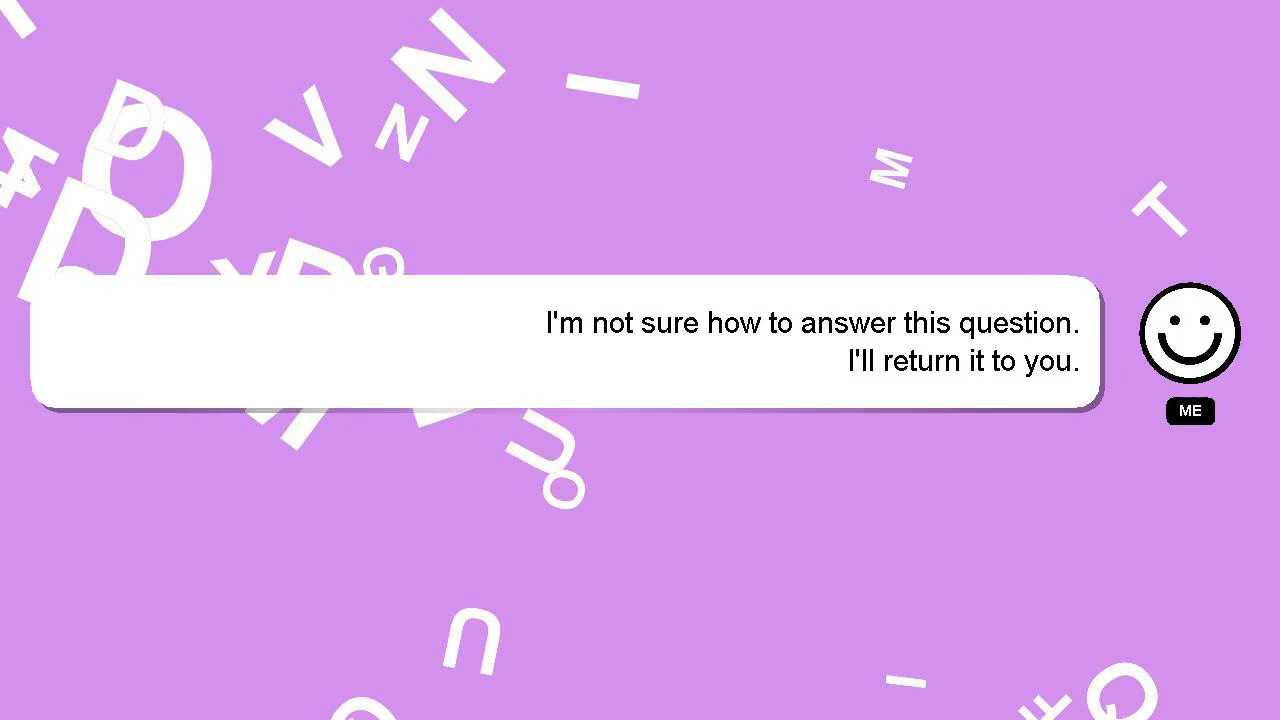 I'm not sure how to answer this question.
I'll return it to you.
ME